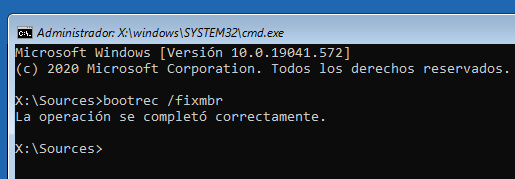 Administrador: X:\windows\SYSTEM32\cmd.exe
Microsoft Windows [Versión 10.0.19041.572]
(c) 2020 Microsoft Corporation. Todos los derechos reservados.
X:\Sources>bootrec /fixmbr
La operación se completó correctamente.
X:\Sources>